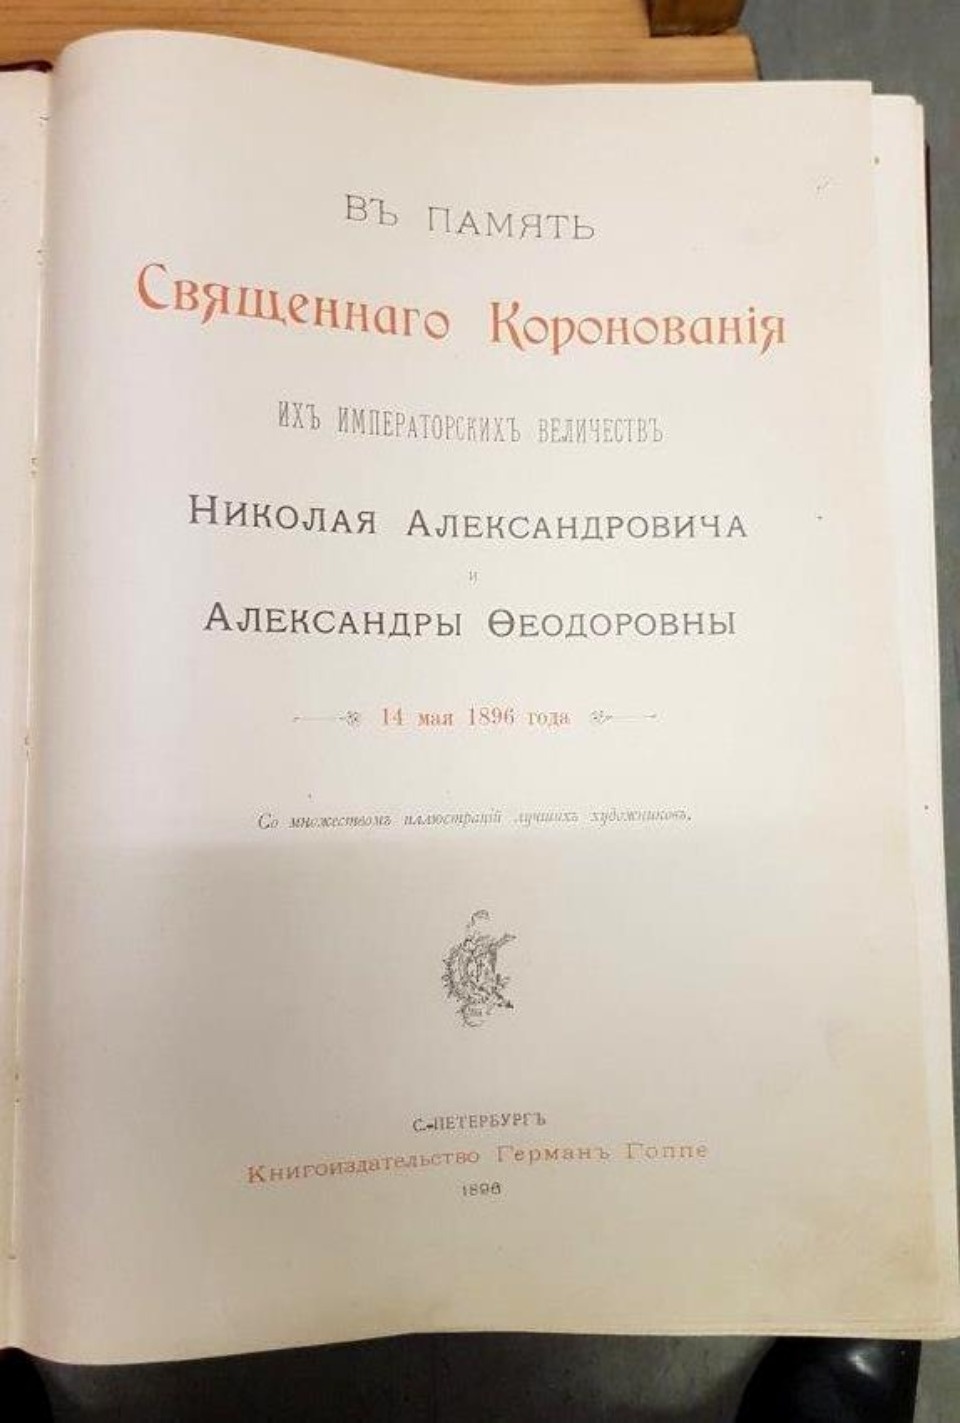 ВЪ ПАМЯТЬ
Священнаго Коронованія
ИХЪ ИМПЕРАТОРСКИХЪ ВЕЛИЧЕСТВЪ
НИКОЛАЯ АЛЕКСАНДРОВИЧА
и
АЛЕКСАНДРЫ ѲЕОДОРОВНЫ
14 мая 1896 года
Со множествомъ иллюстрацій лучшихъ художниковъ.
С.-ПЕТЕРБУРГЪ
Книгоиздательство Германъ Гоппе
1896